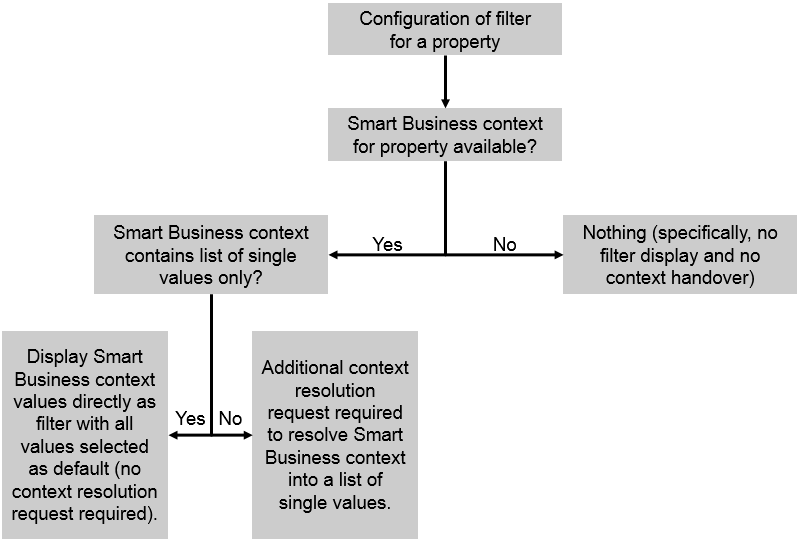 Configuration of filter
for a property
Smart Business context
for property available?
Yes
No
Smart Business context
contains list of single
values only?
Nothing (specifically, no
filter display and no
context handover)
Display Smart
Business context
values directly as
filter with all
values selected
as default (no
context resolution
request required).
Yes
No
Additional context
resolution
request required
to resolve Smart
Business context
into a list of
single values.